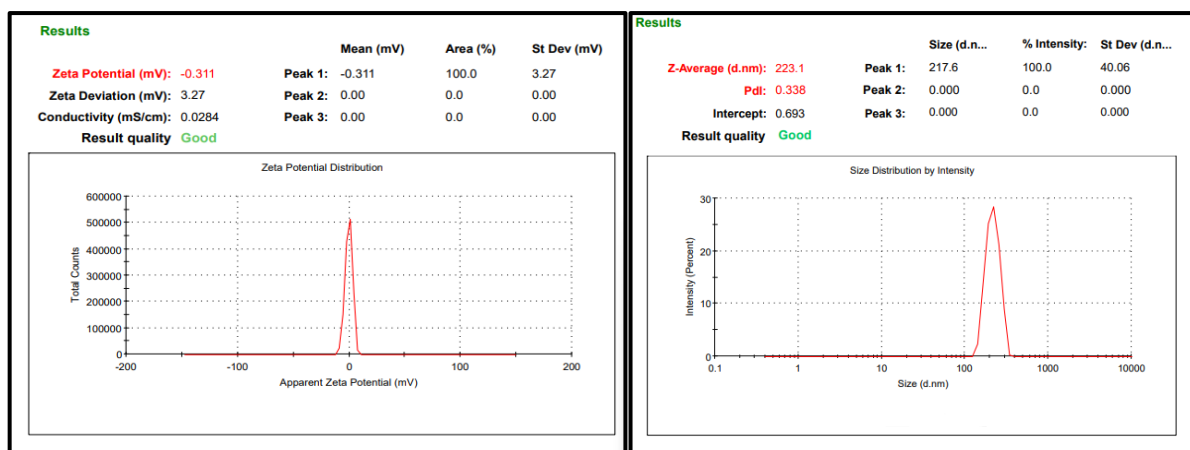 Results
Mean (mV) Area (%) St Dev (mV)
Zeta Potential (mV): -0.311 Peak 1: -0.311 100.0 3.27
Zeta Deviation (mV): 3.27 Peak 2: 0.00 0.0 0.00
Conductivity (mS/cm): 0.0284 Peak 3: 0.00 0.0 0.00
Result quality Good
Zeta Potential Distribution
600000
500000
400000
300000
200000
100000
0
Total Counts
-200 -100 0 100 200
Apparent Zeta Potential (mV)
Results
Size (d.n... % Intensity: St Dev (d.n...
Z-Average (d.nm): 223.1 Peak 1: 217.6 100.0 40.06
PdI: 0.338 Peak 2: 0.000 0.0 0.000
Intercept: 0.693 Peak 3: 0.000 0.0 0.000
Result quality Good
Size Distribution by Intensity
30
20
10
0
Intensity (Percent)
0.1 1 10 100 1000 10000
Size (d.nm)